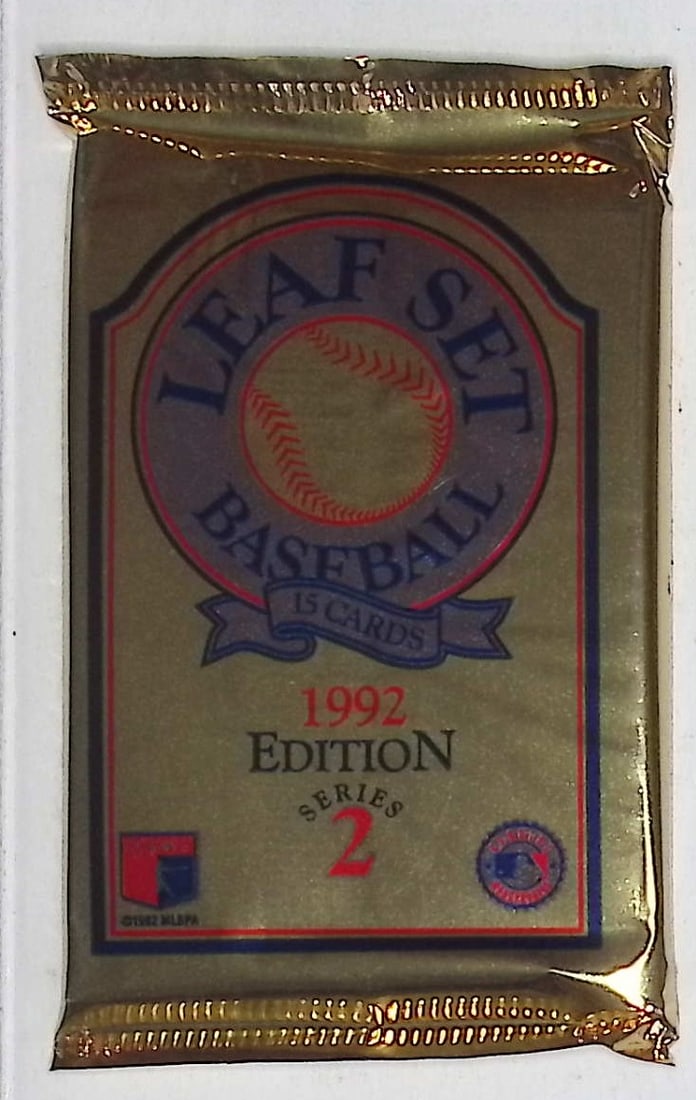 LEAF SET
BASEBALL
15 CARDS
1992
EDITION
SERIES
2
©1992 MLBPA